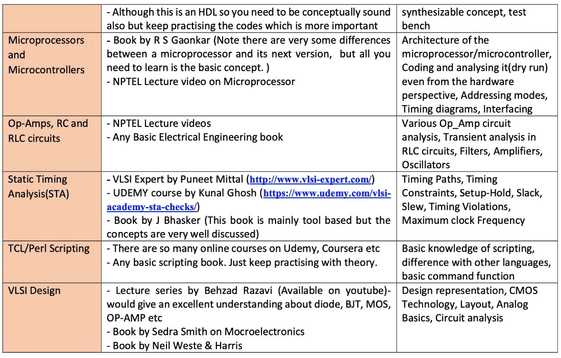 - Although this is an HDL so you need to be conceptually sound
also but keep practising the codes which is more important
synthesizable concept, test
bench
Microprocessors
and
Microcontrollers
- Book by R S Gaonkar (Note there are very some differences
between a microprocessor and its next version,  but all you
need to learn is the basic concept. )
- NPTEL Lecture video on Microprocessor
Architecture of the
microprocessor/microcontroller,
Coding and analysing it(dry run)
even from the hardware
perspective, Addressing modes,
Timing diagrams, Interfacing
Op-Amps, RC and
RLC circuits
- NPTEL Lecture videos
- Any Basic Electrical Engineering book
Various Op_Amp circuit
analysis, Transient analysis in
RLC circuits, Filters, Amplifiers,
Oscillators
Static Timing
Analysis(STA)
- VLSI Expert by Puneet Mittal (http://www.vlsi-expert.com/)
- UDEMY course by Kunal Ghosh (https://www.udemy.com/vlsi-
academy-sta-checks/)
- Book by J Bhasker (This book is mainly tool based but the
concepts are very well discussed)
Timing Paths, Timing
Constraints, Setup-Hold, Slack,
Slew, Timing Violations,
Maximum clock Frequency
TCL/Perl Scripting
- There are so many online courses on Udemy, Coursera etc
- Any basic scripting book. Just keep practising with theory.
Basic knowledge of scripting,
difference with other languages,
basic command function
VLSI Design
- Lecture series by Behzad Razavi (Available on youtube)-
would give an excellent understanding about diode, BJT, MOS,
OP-AMP etc
- Book by Sedra Smith on Mocroelectronics
- Book by Neil Weste & Harris
Design representation, CMOS
Technology, Layout, Analog
Basics, Circuit analysis